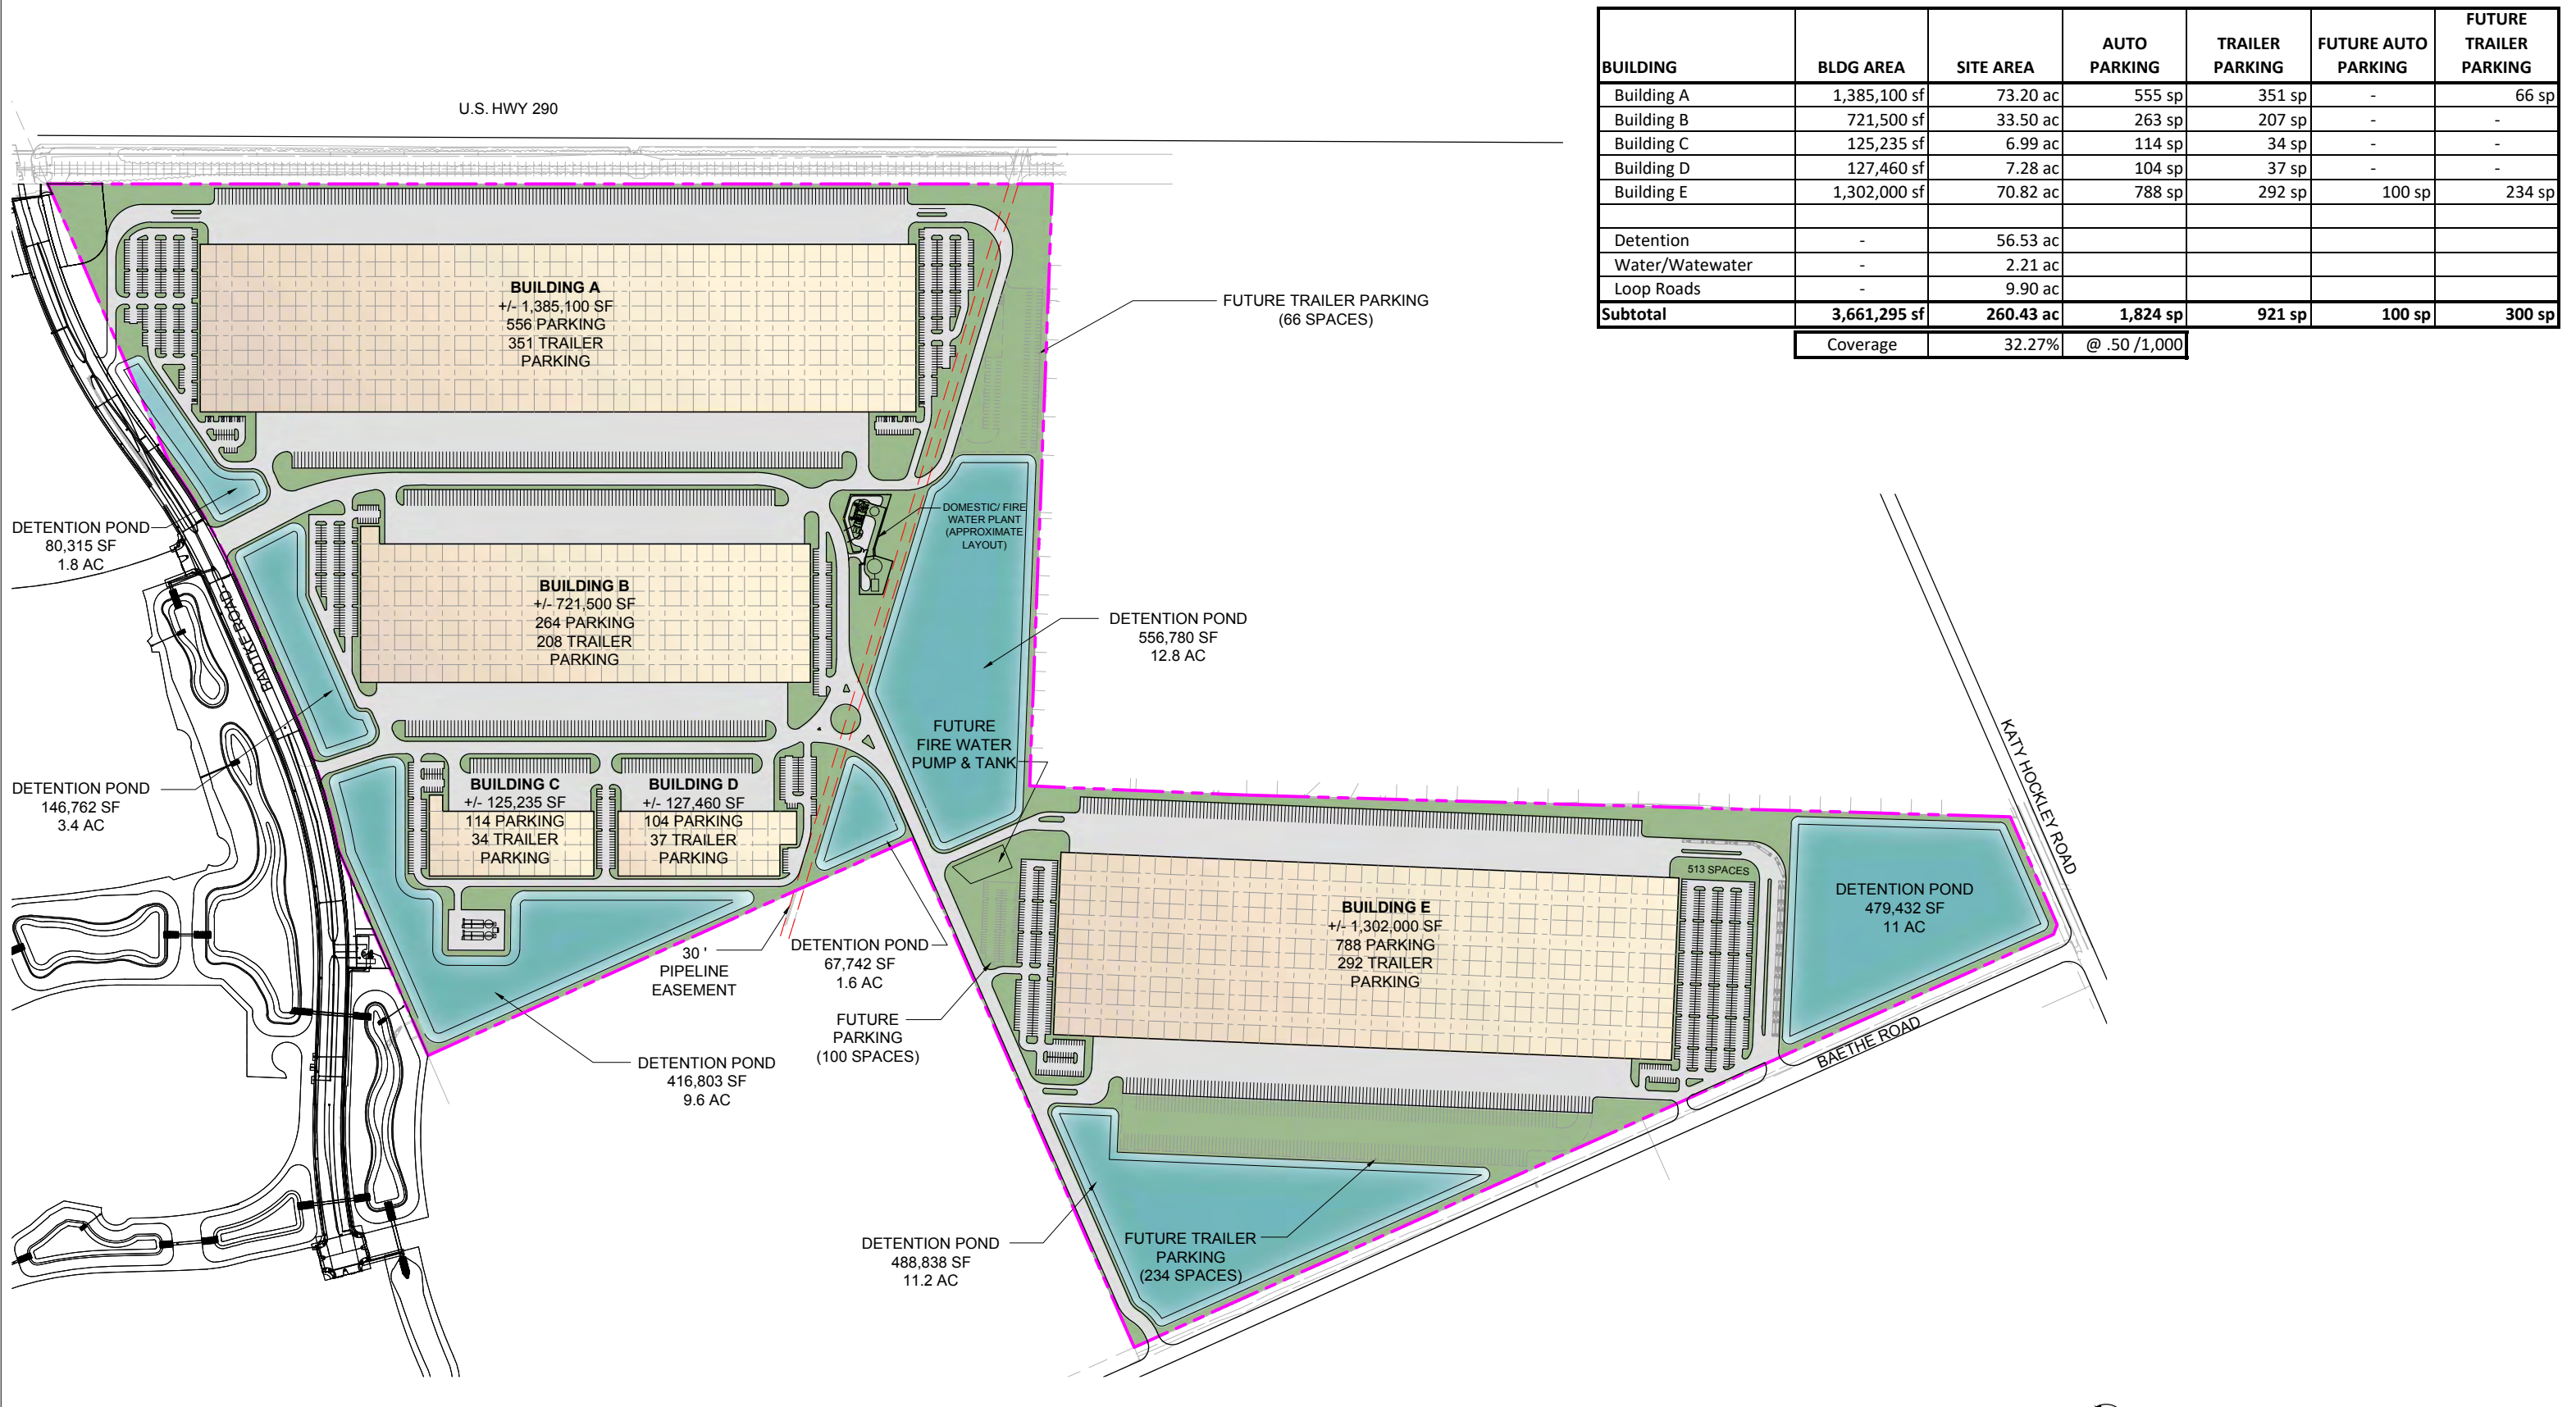 BUILDING BLDG AREA SITE AREA AUTO PARKING TRAILER PARKING FUTURE AUTO PARKING FUTURE TRAILER PARKING
Building A 1,385,100 sf 73.20 ac 555 sp 351 sp - 66 sp
Building B 721,500 sf 33.50 ac 263 sp 207 sp - -
Building C 125,235 sf 6.99 ac 114 sp 34 sp - -
Building D 127,460 sf 7.28 ac 104 sp 37 sp - -
Building E 1,302,000 sf 70.82 ac 788 sp 292 sp 100 sp 234 sp
Detention - 56.53 ac
Water/Watewater - 2.21 ac
Loop Roads - 9.90 ac
Subtotal 3,661,295 sf 260.43 ac 1,824 sp 921 sp 100 sp 300 sp
Coverage 32.27% @ .50 /1,000
U.S. HWY 290
BUILDING A
+/- 1,385,100 SF
556 PARKING
351 TRAILER
PARKING
FUTURE TRAILER PARKING
(66 SPACES)
DETENTION POND
80,315 SF
1.8 AC
DOMESTIC/ FIRE
WATER PLANT
(APPROXIMATE
LAYOUT)
BUILDING B
+/- 721,500 SF
264 PARKING
208 TRAILER
PARKING
BADTKE ROAD
DETENTION POND
556,780 SF
12.8 AC
FUTURE
FIRE WATER
PUMP & TANK
DETENTION POND
146,762 SF
3.4 AC
BUILDING C
+/- 125,235 SF
114 PARKING
34 TRAILER
PARKING
BUILDING D
+/- 127,460 SF
104 PARKING
37 TRAILER
PARKING
KATY HOCKLEY ROAD
513 SPACES
DETENTION POND
479,432 SF
11 AC
BUILDING E
+/- 1,302,000 SF
788 PARKING
292 TRAILER
PARKING
30 '
PIPELINE
EASEMENT
DETENTION POND
67,742 SF
1.6 AC
FUTURE
PARKING
(100 SPACES)
BAETHE ROAD
DETENTION POND
416,803 SF
9.6 AC
DETENTION POND
488,838 SF
11.2 AC
FUTURE TRAILER
PARKING
(234 SPACES)